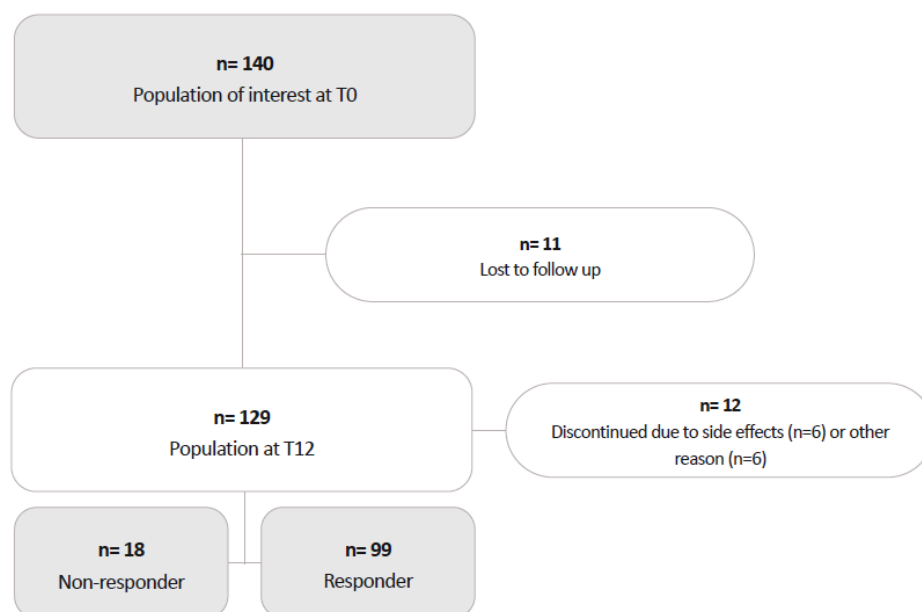 n= 140
Population of interest at T0
n= 11
Lost to follow up
n= 129
Population at T12
n= 12
Discontinued due to side effects (n=6) or other
reason (n=6)
n= 18
Non-responder
n= 99
Responder